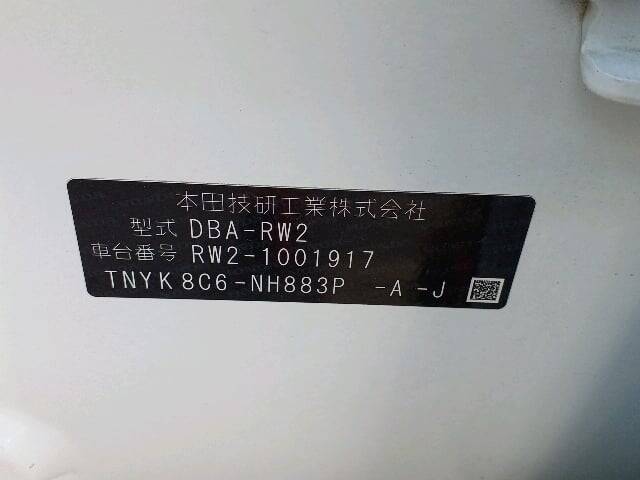 本田技研工業株式会社
型式 DBA-RW2
車台番号 RW2-1001917
TNYK8C6-NH883P -A-J